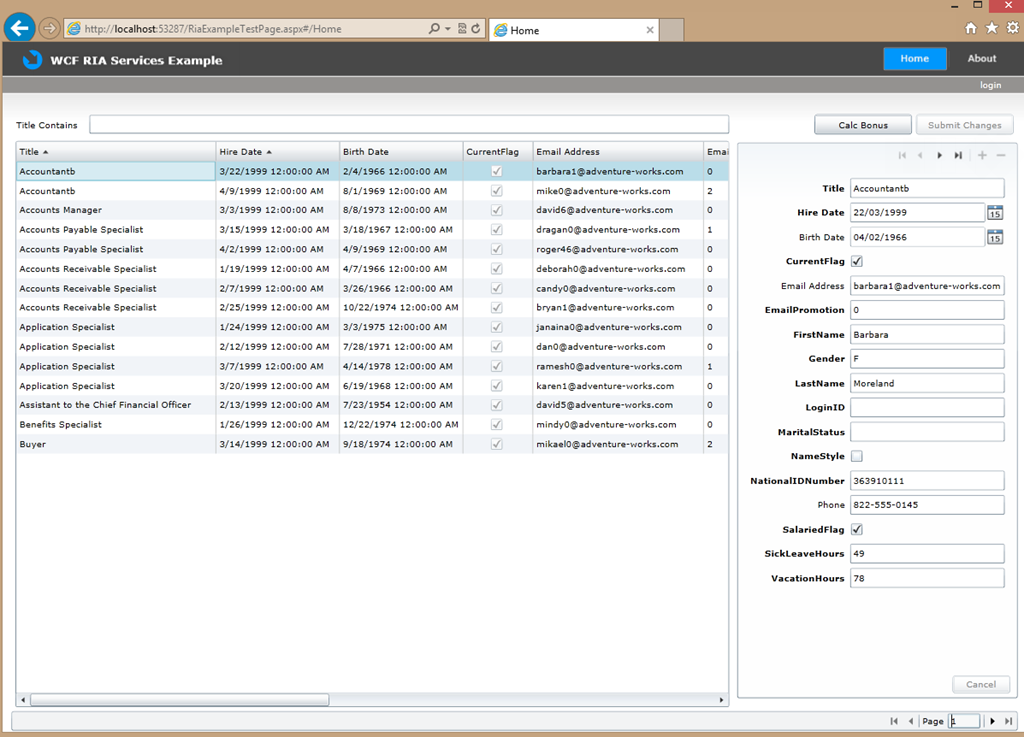 http://localhost:53287/RiaExampleTestPage.aspx#/Home
Home
WCF RIA Services Example
Home About
login
Title Contains
Calc Bonus Submit Changes
Title Hire Date Birth Date CurrentFlag Email Address Emai
Accountantb 3/22/1999 12:00:00 AM 2/4/1966 12:00:00 AM barbara1@adventure-works.com 0
Accountantb 4/9/1999 12:00:00 AM 8/1/1969 12:00:00 AM mike0@adventure-works.com 2
Accounts Manager 3/3/1999 12:00:00 AM 8/8/1973 12:00:00 AM david6@adventure-works.com 0
Accounts Payable Specialist 3/15/1999 12:00:00 AM 3/18/1967 12:00:00 AM dragan0@adventure-works.com 1
Accounts Payable Specialist 4/2/1999 12:00:00 AM 4/9/1969 12:00:00 AM roger46@adventure-works.com 0
Accounts Receivable Specialist 1/19/1999 12:00:00 AM 4/7/1966 12:00:00 AM deborah0@adventure-works.com 0
Accounts Receivable Specialist 2/7/1999 12:00:00 AM 3/26/1966 12:00:00 AM candy0@adventure-works.com 0
Accounts Receivable Specialist 2/25/1999 12:00:00 AM 10/22/1974 12:00:00 AM bryan1@adventure-works.com 0
Application Specialist 1/24/1999 12:00:00 AM 3/3/1975 12:00:00 AM janaina0@adventure-works.com 0
Application Specialist 2/12/1999 12:00:00 AM 7/28/1971 12:00:00 AM dan0@adventure-works.com 0
Application Specialist 3/7/1999 12:00:00 AM 4/14/1978 12:00:00 AM ramesh0@adventure-works.com 1
Application Specialist 3/20/1999 12:00:00 AM 6/19/1968 12:00:00 AM karen1@adventure-works.com 0
Assistant to the Chief Financial Officer 2/13/1999 12:00:00 AM 7/23/1954 12:00:00 AM david5@adventure-works.com 0
Benefits Specialist 1/26/1999 12:00:00 AM 12/22/1974 12:00:00 AM mindy0@adventure-works.com 0
Buyer 3/14/1999 12:00:00 AM 9/18/1974 12:00:00 AM mikael0@adventure-works.com 2
Title Accountantb
Hire Date 22/03/1999 15
Birth Date 04/02/1966 15
CurrentFlag
Email Address barbara1@adventure-works.com
EmailPromotion 0
FirstName Barbara
Gender F
LastName Moreland
LoginID
MaritalStatus
NameStyle
NationalIDNumber 363910111
Phone 822-555-0145
SalariedFlag
SickLeaveHours 49
VacationHours 78
Cancel
Page 1